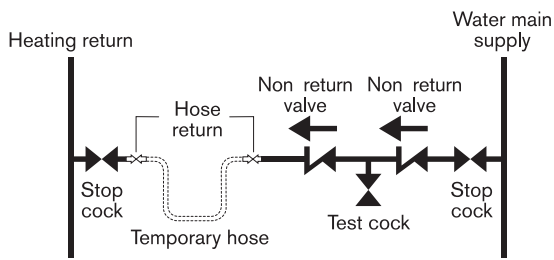 Heating return
Water main
supply
Non return
valve
Non return
valve
Hose
return
Stop
cock
Temporary hose
Test cock
Stop
cock